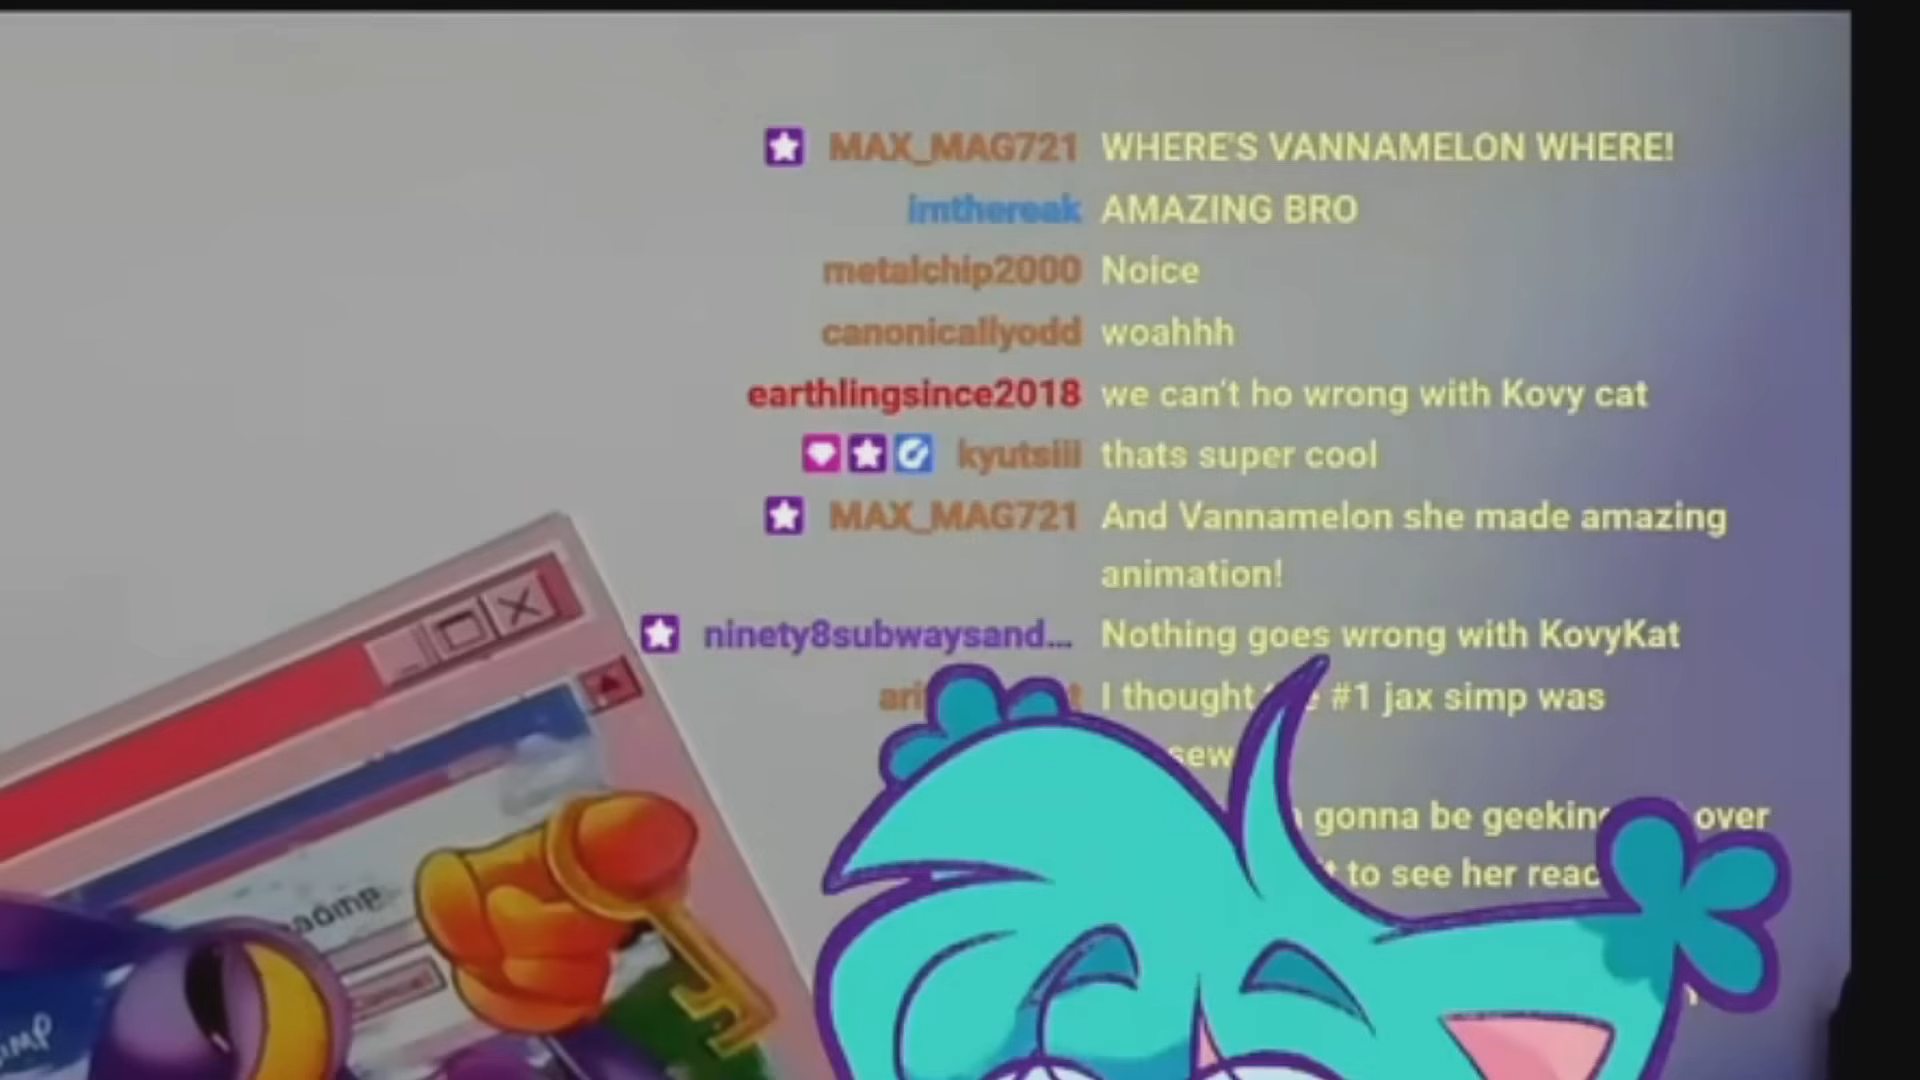 MAX_MAG721 WHERE'S VANNAMELON WHERE!
imthereak AMAZING BRO
metalchip2000 Noice
canonicallyodd woahhh
earthlingsince2018 we can't ho wrong with Kovy cat
kyutsiii thats super cool
MAX_MAG721 And Vannamelon she made amazing
animation!
ninety8subwaysand... Nothing goes wrong with KovyKat
I thought #1 jax simp was
gonna be geeking over
to see her